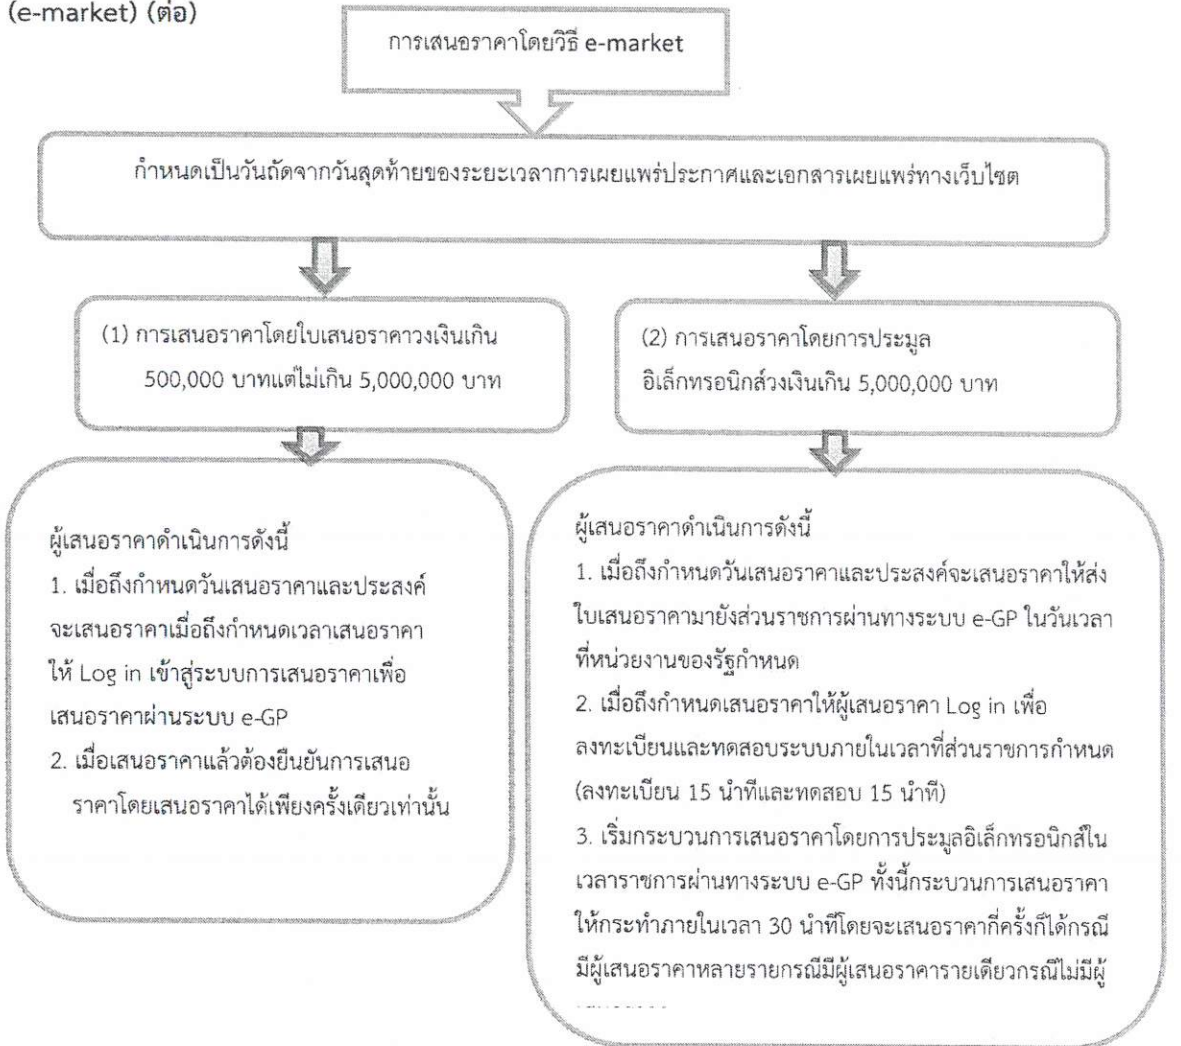 (e-market) (ต่อ)
การเสนอราคาโดยวิธี e-market
กำหนดเป็นวันถัดจากวันสุดท้ายของระยะเวลาการเผยแพร่ประกาศและเอกสารเผยแพร่ทางเว็บไซต
(1) การเสนอราคาโดยใบเสนอราคาวงเงินเกิน
500,000 บาทแต่ไม่เกิน 5,000,000 บาท
(2) การเสนอราคาโดยการประมูล
อิเล็กทรอนิกส์วงเงินเกิน 5,000,000 บาท
ผู้เสนอราคาดำเนินการดังนี้
1. เมื่อถึงกำหนดวันเสนอราคาและประสงค์
จะเสนอราคาเมื่อถึงกำหนดเวลาเสนอราคา
ให้ Log in เข้าสู่ระบบการเสนอราคาเพื่อ
เสนอราคาผ่านระบบ e-GP
2. เมื่อเสนอราคาแล้วต้องยืนยันการเสนอ
ราคาโดยเสนอราคาได้เพียงครั้งเดียวเท่านั้น
ผู้เสนอราคาดำเนินการดังนี้
1. เมื่อถึงกำหนดวันเสนอราคาและประสงค์จะเสนอราคาให้ส่ง
ใบเสนอราคามายังส่วนราชการผ่านทางระบบ e-GP ในวันเวลา
ที่หน่วยงานของรัฐกำหนด
2. เมื่อถึงกำหนดเสนอราคาให้ผู้เสนอราคา Log in เพื่อ
ลงทะเบียนและทดสอบระบบภายในเวลาที่ส่วนราชการกำหนด
(ลงทะเบียน 15 นาทีและทดสอบ 15 นาที)
3. เริ่มกระบวนการเสนอราคาโดยการประมูลอิเล็กทรอนิกส์ใน
เวลาราชการผ่านทางระบบ e-GP ทั้งนี้กระบวนการเสนอราคา
ให้กระทำภายในเวลา 30 นาทีโดยจะเสนอราคากี่ครั้งก็ได้กรณี
มีผู้เสนอราคาหลายรายกรณีมีผู้เสนอราคารายเดียวกรณีไม่มีผู้